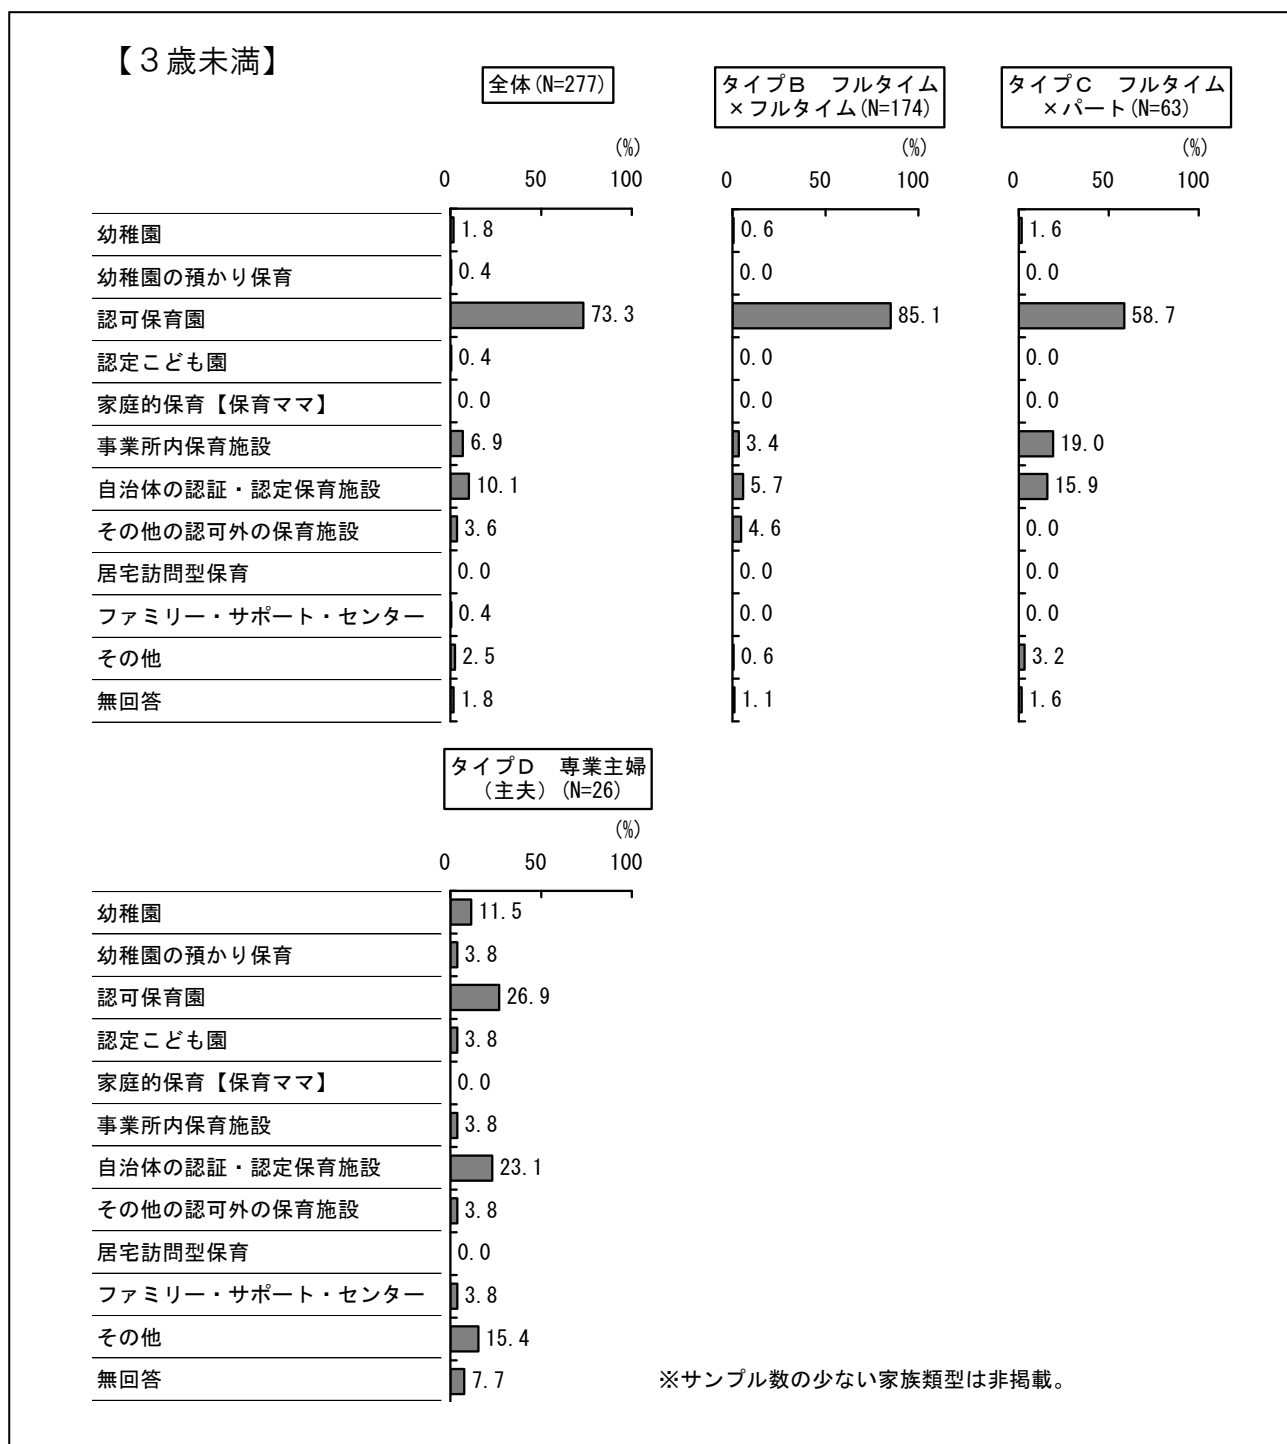 【３歳未満】
全体(N=277)
タイプＢ　フルタイム
×フルタイム(N=174)
タイプＣ　フルタイム
×パート(N=63)
(%) (%) (%)
0 50 100 0 50 100 0 50 100
幼稚園 1.8 0.6 1.6
幼稚園の預かり保育 0.4 0.0 0.0
認可保育園 73.3 85.1 58.7
認定こども園 0.4 0.0 0.0
家庭的保育【保育ママ】 0.0 0.0 0.0
事業所内保育施設 6.9 3.4 19.0
自治体の認証・認定保育施設 10.1 5.7 15.9
その他の認可外の保育施設 3.6 4.6 0.0
居宅訪問型保育 0.0 0.0 0.0
ファミリー・サポート・センター 0.4 0.0 0.0
その他 2.5 0.6 3.2
無回答 1.8 1.1 1.6
タイプＤ　専業主婦
（主夫）(N=26)
(%)
0 50 100
幼稚園 11.5
幼稚園の預かり保育 3.8
認可保育園 26.9
認定こども園 3.8
家庭的保育【保育ママ】 0.0
事業所内保育施設 3.8
自治体の認証・認定保育施設 23.1
その他の認可外の保育施設 3.8
居宅訪問型保育 0.0
ファミリー・サポート・センター 3.8
その他 15.4
無回答 7.7
※サンプル数の少ない家族類型は非掲載。